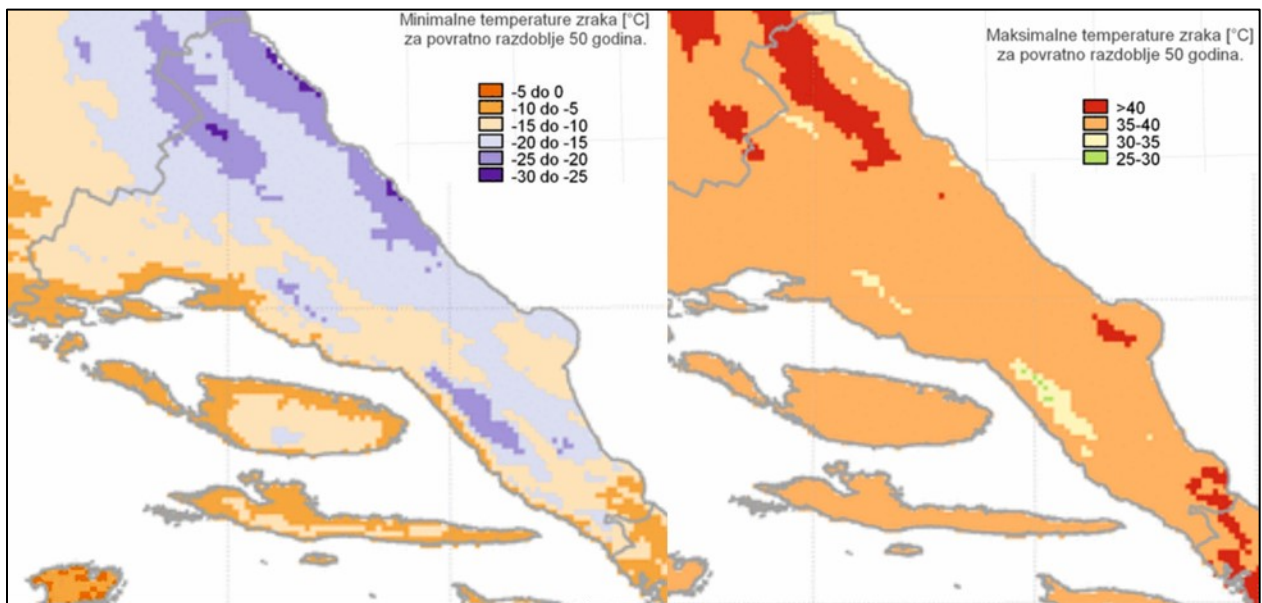 Minimalne temperature zraka [°C]
za povratno razdoblje 50 godina.
-5 do 0
-10 do -5
-15 do -10
-20 do -15
-25 do -20
-30 do -25
Maksimalne temperature zraka [°C]
za povratno razdoblje 50 godina.
>40
35-40
30-35
25-30